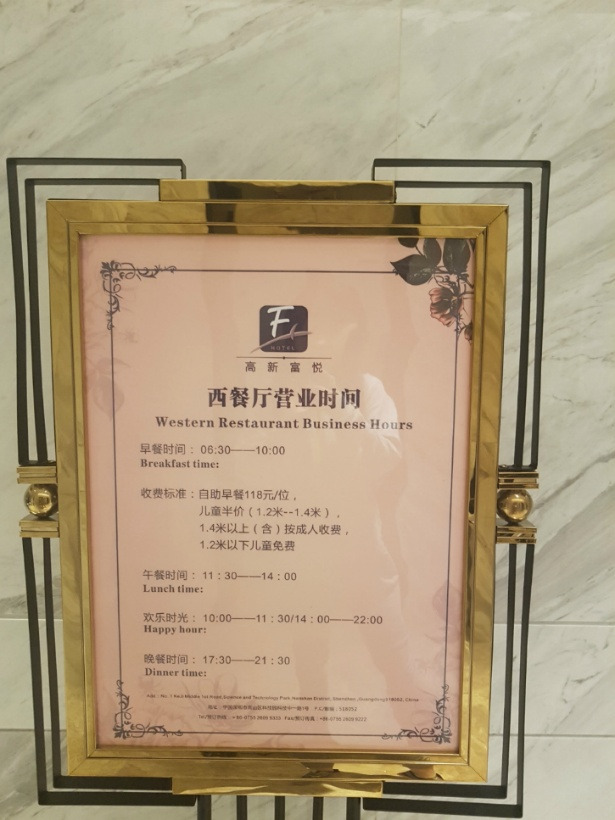 F
HOTEL
高新富悦
西餐厅营业时间
Western Restaurant Business Hours
早餐时间： 06:30——10:00
Breakfast time:
收费标准：自助早餐118元/位，
儿童半价（1.2米--1.4米），
1.4米以上（含）按成人收费，
1.2米以下儿童免费
午餐时间： 11：30——14：00
Lunch time:
欢乐时光： 10:00——11：30/14：00——22:00
Happy hour:
晚餐时间： 17:30——21：30
Dinner time: